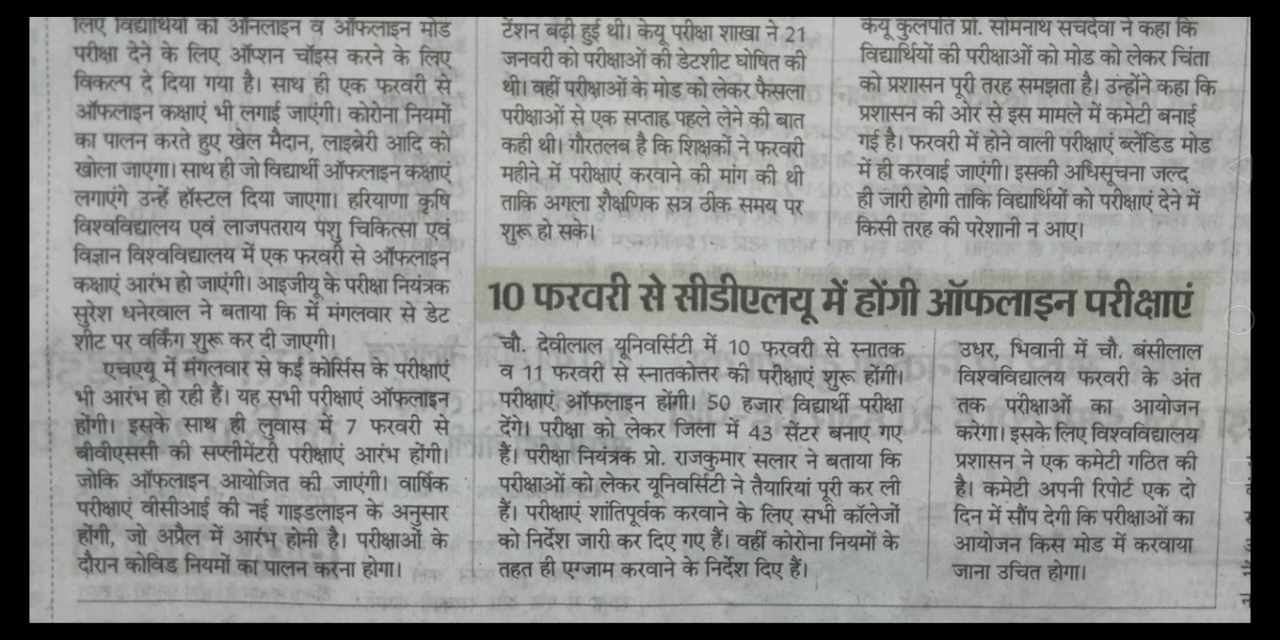 लिए विद्यार्थियों को ऑनलाइन व ऑफलाइन मोड
परीक्षा देने के लिए ऑप्शन चॉइस करने के लिए
विकल्प दे दिया गया है। साथ ही एक फरवरी से
ऑफलाइन कक्षाएं भी लगाई जाएंगी। कोरोना नियमों
का पालन करते हुए खेल मैदान, लाइब्रेरी आदि को
खोला जाएगा। साथ ही जो विद्यार्थी ऑफलाइन कक्षाएं
लगाएंगे उन्हें हॉस्टल दिया जाएगा। हरियाणा कृषि
विश्वविद्यालय एवं लाजपतराय पशु चिकित्सा एवं
विज्ञान विश्वविद्यालय में एक फरवरी से ऑफलाइन
कक्षाएं आरंभ हो जाएंगी। आइजीयू के परीक्षा नियंत्रक
सुरेश धनेरवाल ने बताया कि में मंगलवार से डेट
शीट पर वर्किंग शुरू कर दी जाएगी।
एचएयू में मंगलवार से कई कोर्सिस के परीक्षाएं
भी आरंभ हो रही हैं। यह सभी परीक्षाएं ऑफलाइन
होंगी। इसके साथ ही लुवास में 7 फरवरी से
बीवीएससी की सप्लीमेंटरी परीक्षाएं आरंभ होंगी।
जोकि ऑफलाइन आयोजित की जाएंगी। वार्षिक
परीक्षाएं वीसीआई की नई गाइडलाइन के अनुसार
होंगी, जो अप्रैल में आरंभ होनी है। परीक्षाओं के
दौरान कोविड नियमों का पालन करना होगा।
टेंशन बढ़ी हुई थी। केयू परीक्षा शाखा ने 21
जनवरी को परीक्षाओं की डेटशीट घोषित की
थी। वहीं परीक्षाओं के मोड को लेकर फैसला
परीक्षाओं से एक सप्ताह पहले लेने की बात
कही थी। गौरतलब है कि शिक्षकों ने फरवरी
महीने में परीक्षाएं करवाने की मांग की थी
ताकि अगला शैक्षणिक सत्र ठीक समय पर
शुरू हो सके।
केयू कुलपति प्रो. सोमनाथ सचदेवा ने कहा कि
विद्यार्थियों की परीक्षाओं को मोड को लेकर चिंता
को प्रशासन पूरी तरह समझता है। उन्होंने कहा कि
प्रशासन की ओर से इस मामले में कमेटी बनाई
गई है। फरवरी में होने वाली परीक्षाएं ब्लेंडिड मोड
में ही करवाई जाएंगी। इसकी अधिसूचना जल्द
ही जारी होगी ताकि विद्यार्थियों को परीक्षाएं देने में
किसी तरह की परेशानी न आए।
10 फरवरी से सीडीएलयू में होंगी ऑफलाइन परीक्षाएं
चौ. देवीलाल यूनिवर्सिटी में 10 फरवरी से स्नातक
व 11 फरवरी से स्नातकोत्तर की परीक्षाएं शुरू होंगी।
परीक्षाएं ऑफलाइन होंगी। 50 हजार विद्यार्थी परीक्षा
देंगे। परीक्षा को लेकर जिला में 43 सेंटर बनाए गए
हैं। परीक्षा नियंत्रक प्रो. राजकुमार सलार ने बताया कि
परीक्षाओं को लेकर यूनिवर्सिटी ने तैयारियां पूरी कर ली
हैं। परीक्षाएं शांतिपूर्वक करवाने के लिए सभी कॉलेजों
को निर्देश जारी कर दिए गए हैं। वहीं कोरोना नियमों के
तहत ही एग्जाम करवाने के निर्देश दिए हैं।
उधर, भिवानी में चौ. बंसीलाल
विश्वविद्यालय फरवरी के अंत
तक परीक्षाओं का आयोजन
करेगा। इसके लिए विश्वविद्यालय
प्रशासन ने एक कमेटी गठित की
है। कमेटी अपनी रिपोर्ट एक दो
दिन में सौंप देगी कि परीक्षाओं का
आयोजन किस मोड में करवाया
जाना उचित होगा।